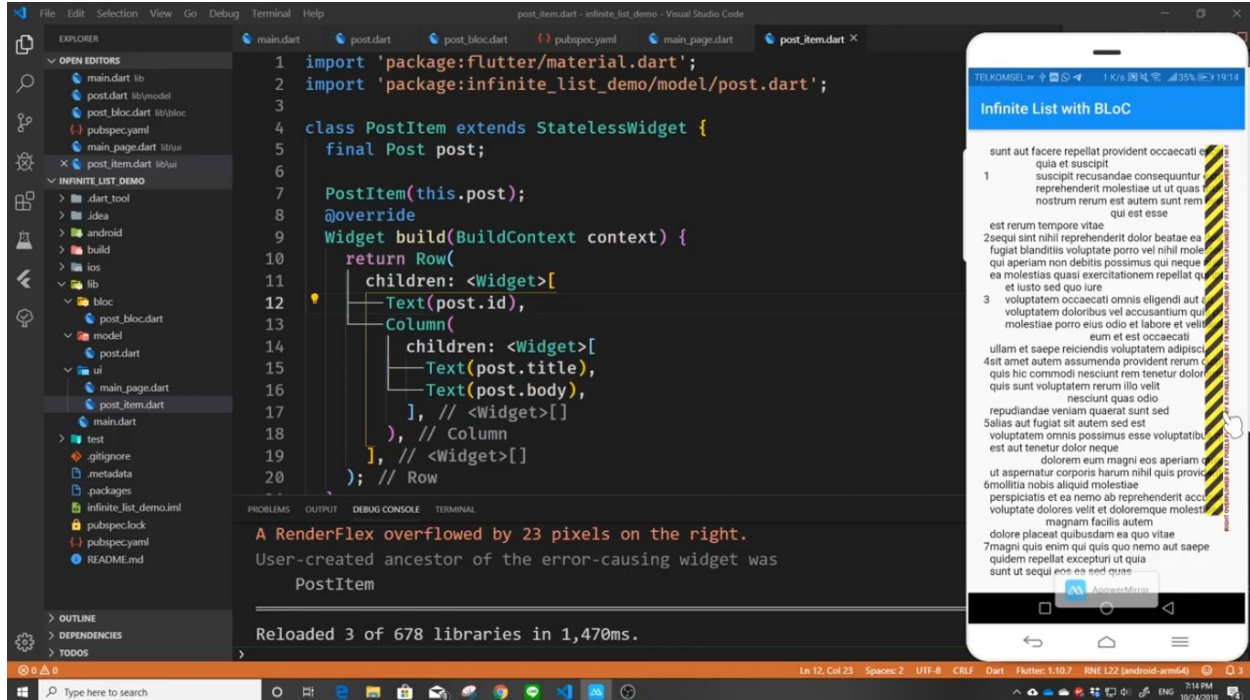 File Edit Selection View Go Debug Terminal Help
post_item.dart - infinite_list_demo - Visual Studio Code
EXPLORER
OPEN EDITORS
main.dart lib
post.dart lib\model
post_bloc.dart lib\bloc
pubspec.yaml
main_page.dart lib\ui
post_item.dart lib\ui
INFINITE_LIST_DEMO
.dart_tool
.idea
android
build
ios
lib
bloc
post_bloc.dart
model
post.dart
ui
main_page.dart
post_item.dart
main.dart
test
.gitignore
.metadata
.packages
infinite_list_demo.iml
pubspec.lock
pubspec.yaml
README.md
OUTLINE
DEPENDENCIES
TODOS
main.dart post.dart post_bloc.dart pubspec.yaml main_page.dart post_item.dart
1 import 'package:flutter/material.dart';
2 import 'package:infinite_list_demo/model/post.dart';
3
4 class PostItem extends StatelessWidget {
5 final Post post;
6
7 PostItem(this.post);
8 @override
9 Widget build(BuildContext context) {
10 return Row(
11 children: <Widget>[
12 Text(post.id),
13 Column(
14 children: <Widget>[
15 Text(post.title),
16 Text(post.body),
17 ], // <Widget>[]
18 ), // Column
19 ], // <Widget>[]
20 ); // Row
PROBLEMS OUTPUT DEBUG CONSOLE TERMINAL
A RenderFlex overflowed by 23 pixels on the right.
User-created ancestor of the error-causing widget was
PostItem
Reloaded 3 of 678 libraries in 1,470ms.
TELKOMSEL 1 K/s 35% 19:14
Infinite List with BLoC
sunt aut facere repellat provident occaecati
quia et suscipit
1 suscipit recusandae consequuntur
reprehenderit molestiae ut ut quas
nostrum rerum est autem sunt rem
qui est esse
est rerum tempore vitae
2sequi sint nihil reprehenderit dolor beatae ea
fugiat blanditiis voluptate porro vel nihil
qui aperiam non debitis possimus qui neque
ea molestias quasi exercitationem repellat
et iusto sed quo iure
3 voluptatem occaecati omnis eligendi aut
voluptatem doloribus vel accusantium
molestiae porro eius odio et labore et
eum et est occaecati
ullam et saepe reiciendis voluptatem
4sit amet autem assumenda provident rerum
quis hic commodi nesciunt rem tenetur
quis sunt voluptatem rerum illo velit
nesciunt quas odio
repudiandae veniam quaerat sunt sed
5alias aut fugiat sit autem sed est
voluptatem omnis possimus esse
est aut tenetur dolor neque
dolorem eum magni eos aperiam
ut aspernatur corporis harum nihil quis
6mollitia nobis aliquid molestiae
perspiciatis et ea nemo ab reprehenderit
voluptate dolores velit et doloremque
magnam facilis autem
dolore placeat quibusdam ea quo vitae
7magni quis enim qui quis quo nemo aut saepe
quidem repellat excepturi ut quia
sunt ut sequi eos ea sed quas
ApowerMirror
0 0 Ln 12, Col 23 Spaces: 2 UTF-8 CRLF Dart Flutter: 1.10.7 RNE L22 (android-arm64) 3
Type here to search
ENG 7:14 PM
10/24/2019